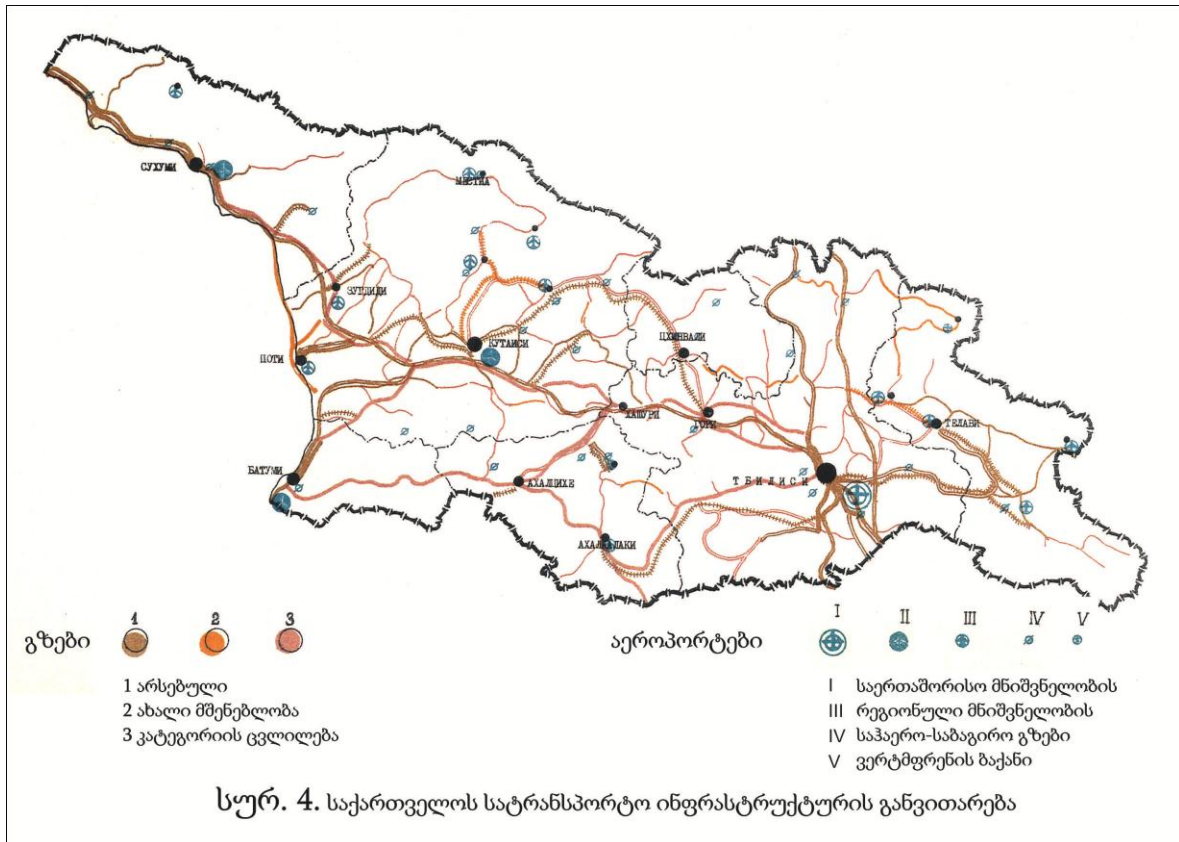 СУХУМИ
МЕСТИА
ЗУГДИДИ
ПОТИ
КУТАИСИ
ЦХИНВАЛИ
ХАШУРИ
ГОРИ
ТЕЛАВИ
БАТУМИ
АХАЛЦИХЕ
ТБИЛИСИ
АХАЛКАЛАКИ
გზები 1 2 3
1 არსებული
2 ახალი მშენებლობა
3 კატეგორიის ცვლილება
აეროპორტები I II III IV V
I საერთაშორისო მნიშვნელობის
III რეგიონული მნიშვნელობის
IV საჰაერო-საბაგირო გზები
V ვერტმფრენის ბაქანი
სურ. 4. საქართველოს სატრანსპორტო ინფრასტრუქტურის განვითარება